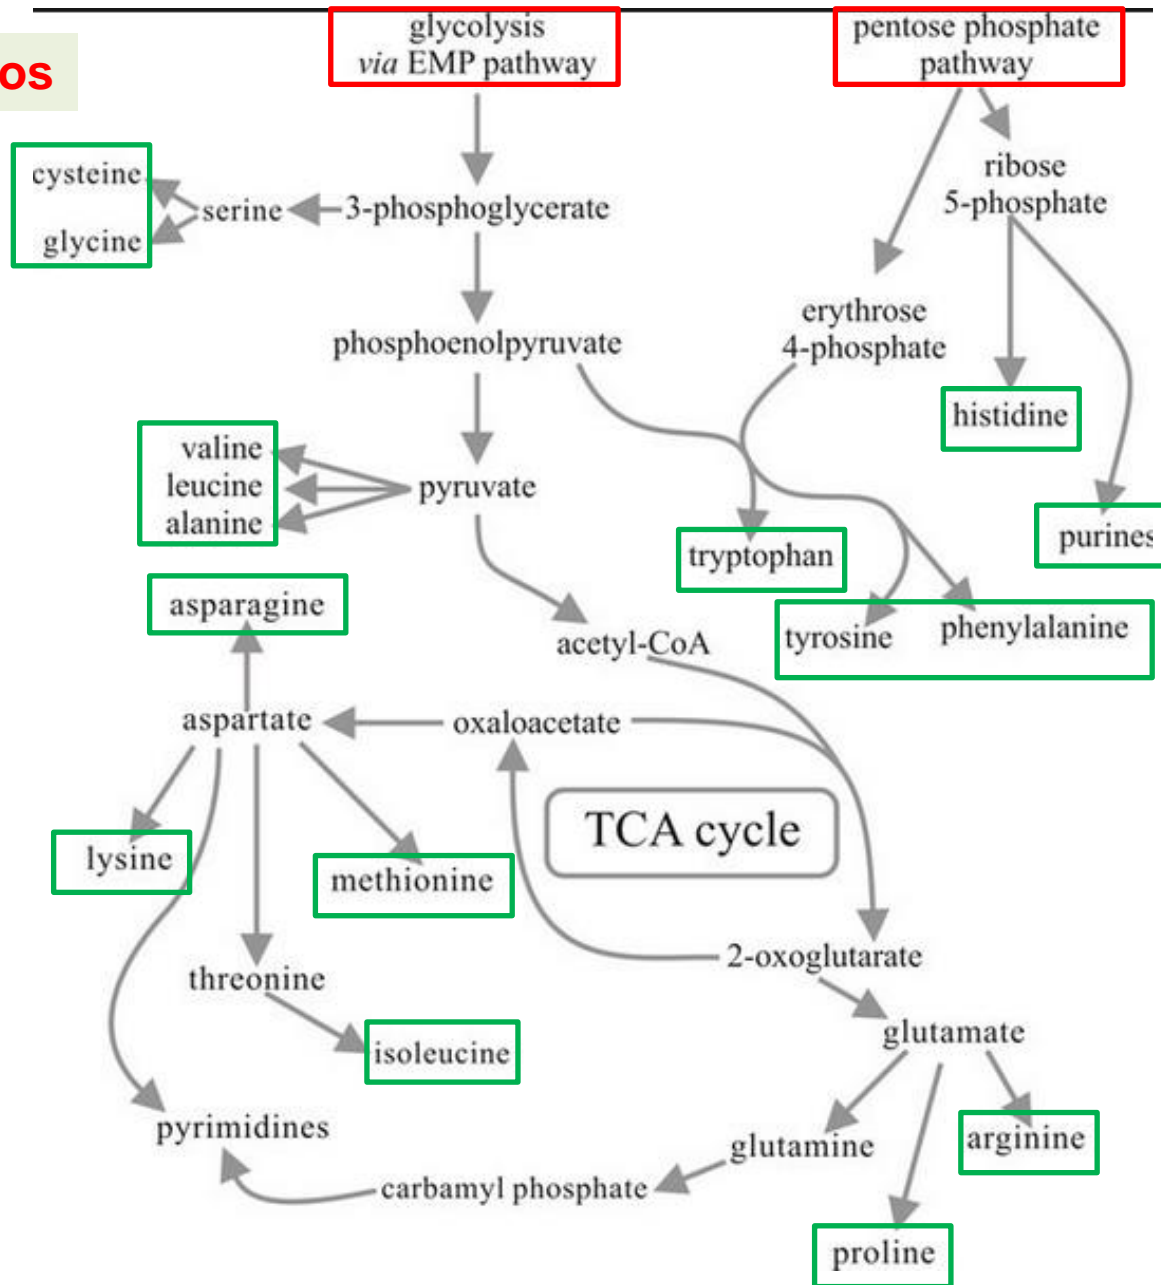 glycolysis
via EMP pathway
pentose phosphate
pathway
os
cysteine
glycine
serine
3-phosphoglycerate
ribose
5-phosphate
phosphoenolpyruvate
erythrose
4-phosphate
histidine
valine
leucine
alanine
pyruvate
tryptophan
purines
asparagine
acetyl-CoA
tyrosine
phenylalanine
aspartate
oxaloacetate
TCA cycle
lysine
methionine
2-oxoglutarate
threonine
isoleucine
glutamate
pyrimidines
glutamine
arginine
carbamyl phosphate
proline